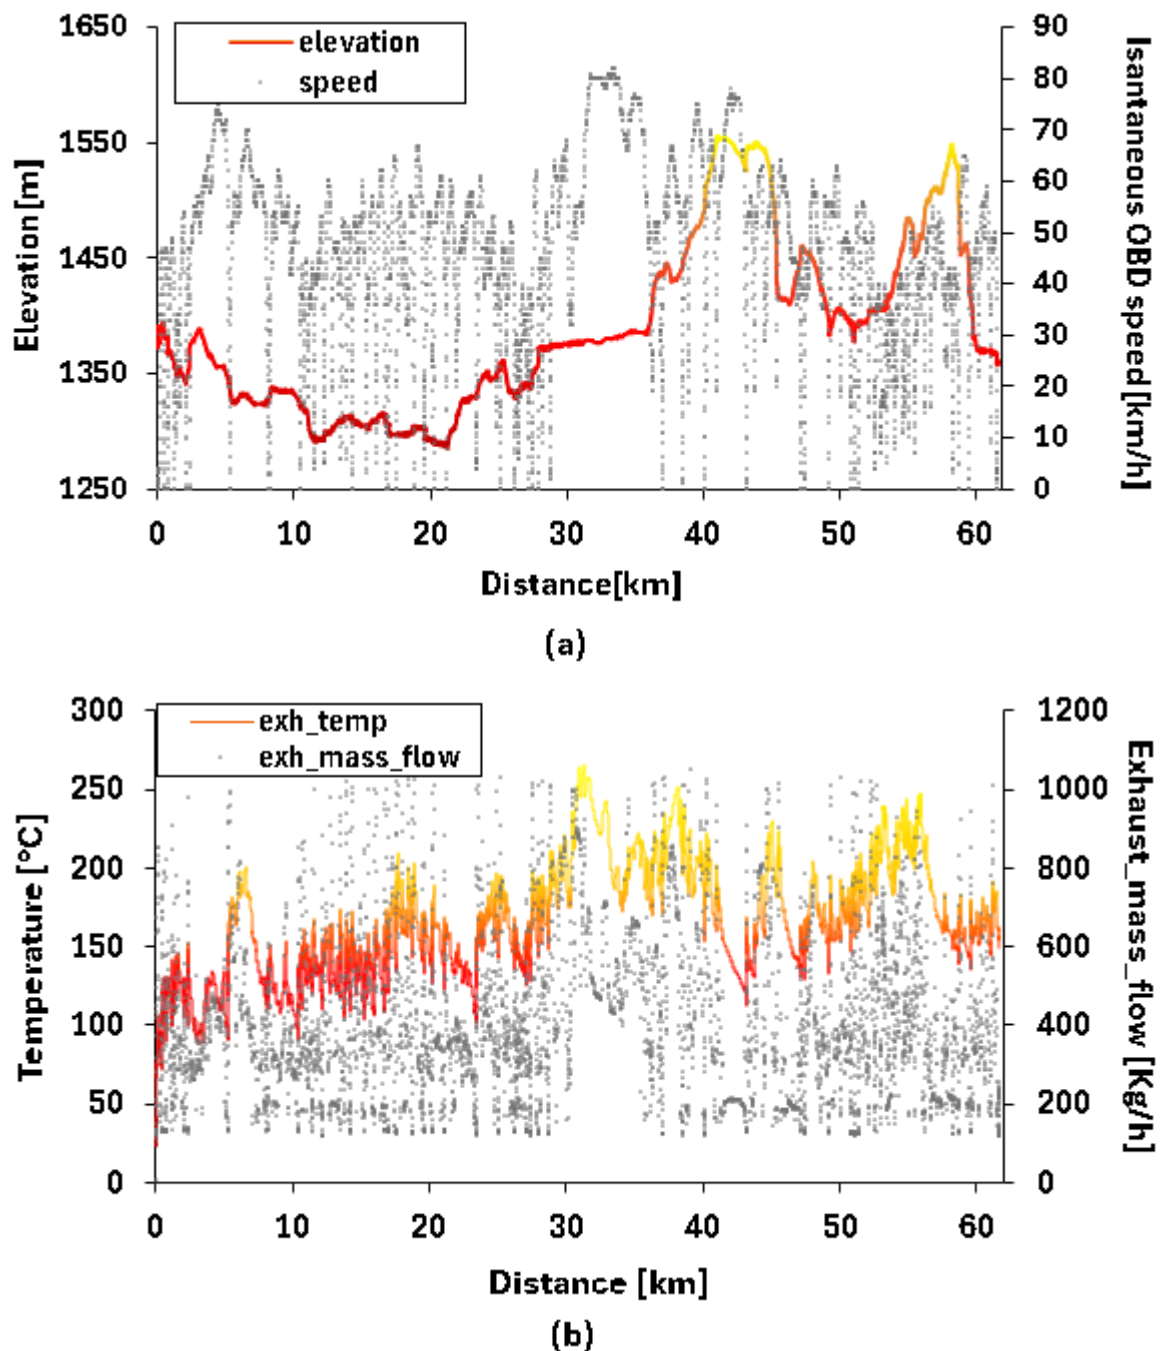 1650
1550
1450
1350
1250
Elevation [m]
elevation
speed
90
80
70
60
50
40
30
20
10
0
Isantaneous OBD speed [km/h]
0 10 20 30 40 50 60
Distance[km]
(a)
300
250
200
150
100
50
0
Temperature [°C]
exh_temp
exh_mass_flow
1200
1000
800
600
400
200
0
Exhaust_mass_flow [Kg/h]
0 10 20 30 40 50 60
Distance [km]
(b)